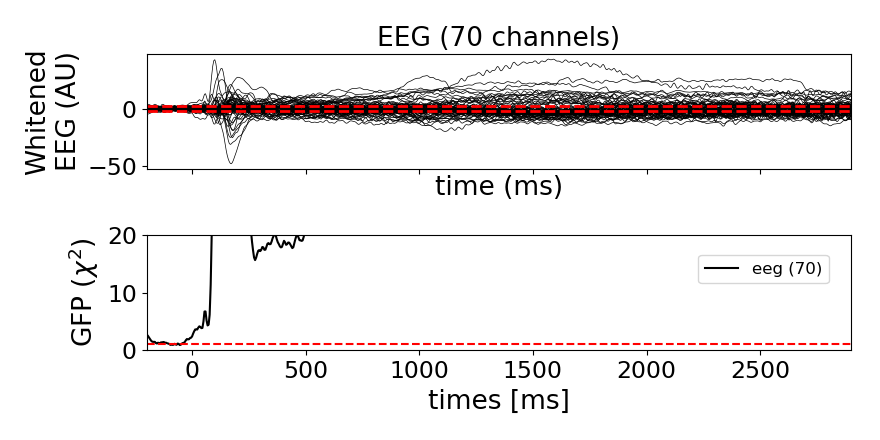 EEG (70 channels)
Whitened
EEG (AU)
0
−50
time (ms)
GFP (χ²)
20
10
0
eeg (70)
0 500 1000 1500 2000 2500
times [ms]